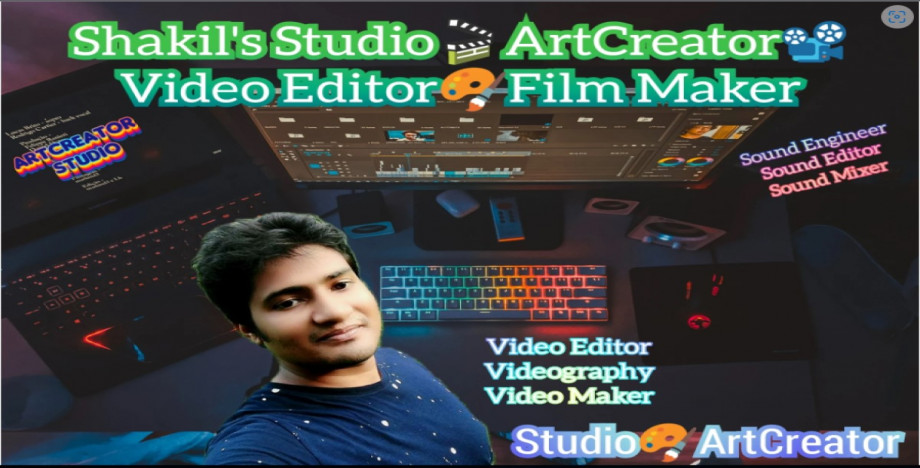 Shakil's Studio🎬 ArtCreator📽️
Video Editor🎨 Film Maker
ARTCREATOR
STUDIO
Sound Engineer
Sound Editor
Sound Mixer
Video Editor
Videography
Video Maker
Studio🎨 ArtCreator